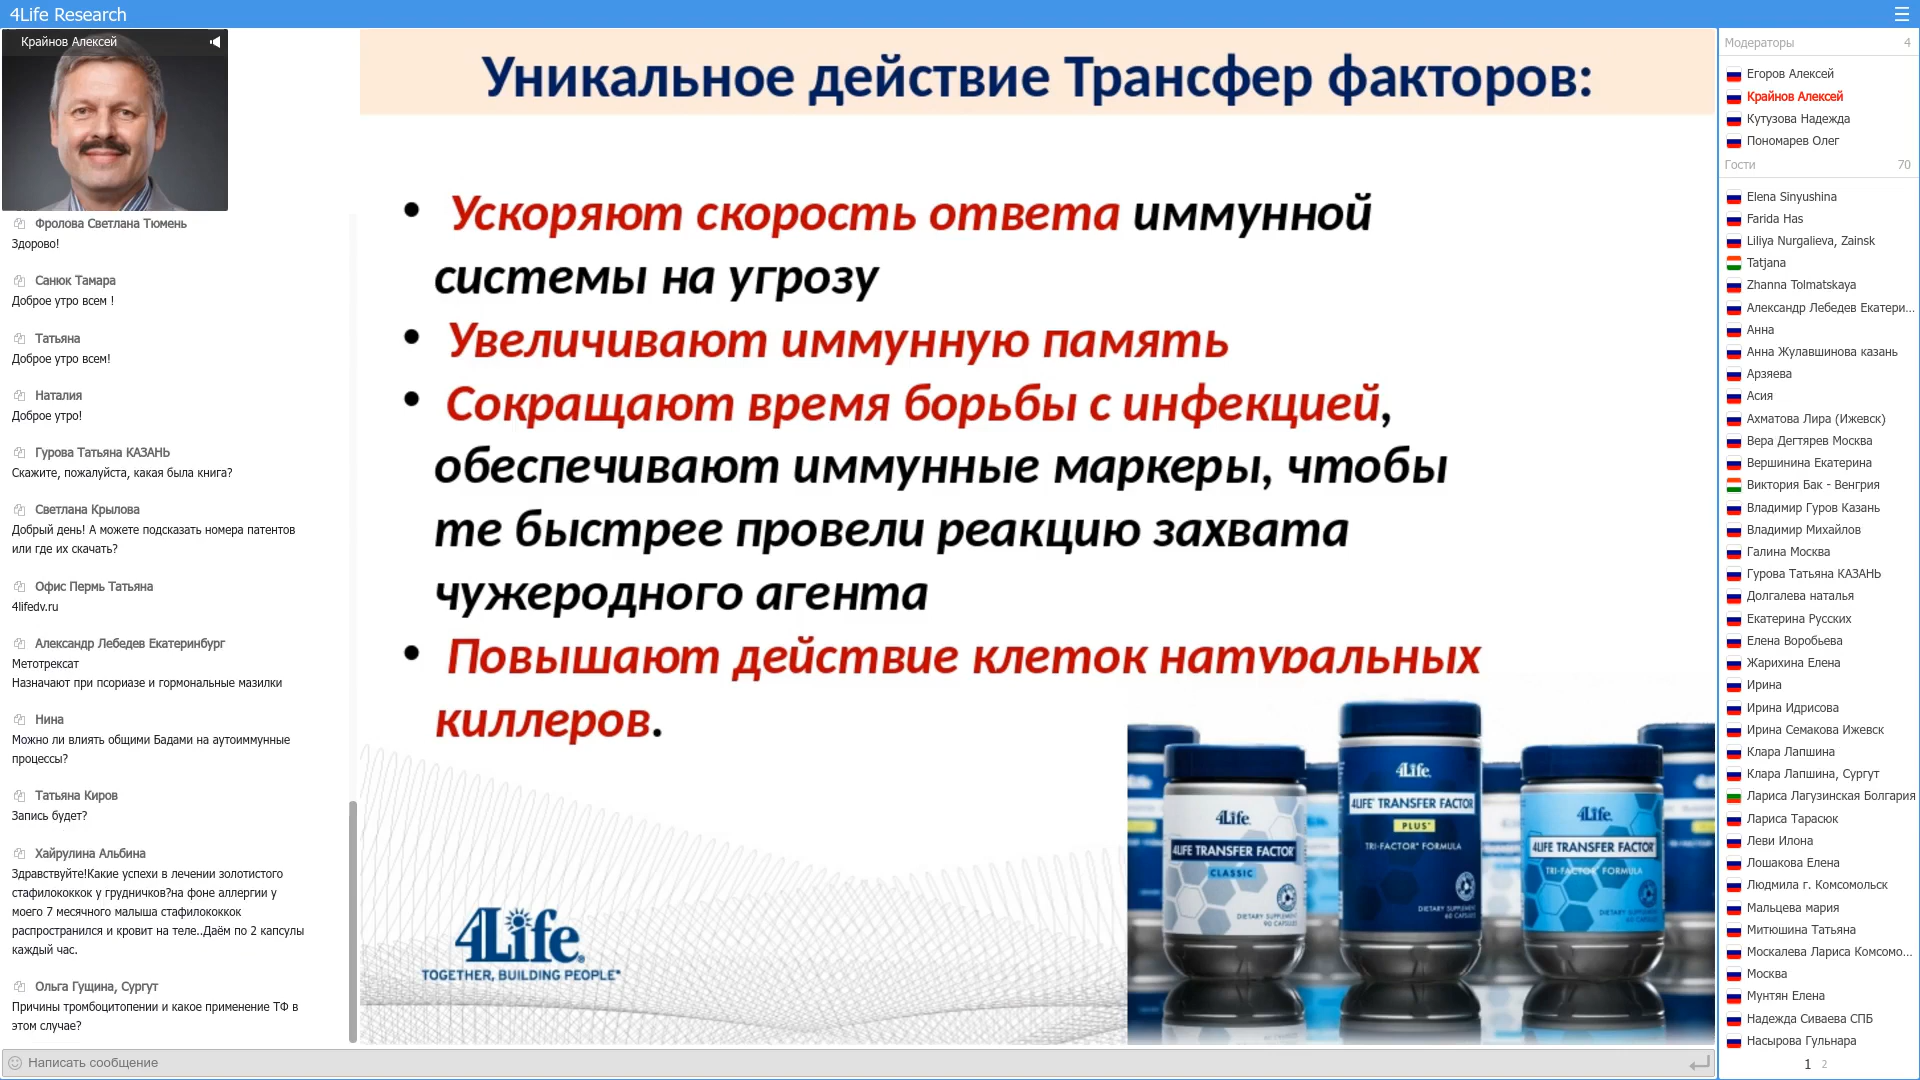 4Life Research
Крайнов Алексей
Фролова Светлана Тюмень
Здорово!
Санюк Тамара
Доброе утро всем !
Татьяна
Доброе утро всем!
Наталия
Доброе утро!
Гурова Татьяна КАЗАНЬ
Скажите, пожалуйста, какая была книга?
Светлана Крылова
Добрый день! А можете подсказать номера патентов
или где их скачать?
Офис Пермь Татьяна
4lifedv.ru
Александр Лебедев Екатеринбург
Метотрексат
Назначают при псориазе и гормональные мазилки
Нина
Можно ли влиять общими Бадами на аутоиммунные
процессы?
Татьяна Киров
Запись будет?
Хайрулина Альбина
Здравствуйте!Какие успехи в лечении золотистого
стафилококкок у грудничков?на фоне аллергии у
моего 7 месячного малыша стафилококкок
распространился и кровит на теле..Даём по 2 капсулы
каждый час.
Ольга Гущина, Сургут
Причины тромбоцитопении и какое применение ТФ в
этом случае?
Написать сообщение
Уникальное действие Трансфер факторов:
• Ускоряют скорость ответа иммунной
системы на угрозу
• Увеличивают иммунную память
• Сокращают время борьбы с инфекцией,
обеспечивают иммунные маркеры, чтобы
те быстрее провели реакцию захвата
чужеродного агента
• Повышают действие клеток натуральных
киллеров.
4Life®
TOGETHER, BUILDING PEOPLE®
4Life
4LIFE TRANSFER FACTOR
CLASSIC
DIETARY SUPPLEMENT
90 CAPSULES
4Life
4LIFE® TRANSFER FACTOR
PLUS®
TRI-FACTOR® FORMULA
DIETARY SUPPLEMENT
60 CAPSULES
4Life
4LIFE TRANSFER FACTOR
TRI-FACTOR® FORMULA
DIETARY SUPPLEMENT
60 CAPSULES
Модераторы 4
Егоров Алексей
Крайнов Алексей
Кутузова Надежда
Пономарев Олег
Гости 70
Elena Sinyushina
Farida Has
Liliya Nurgalieva, Zainsk
Tatjana
Zhanna Tolmatskaya
Александр Лебедев Екатери...
Анна
Анна Жулавшинова казань
Арзяева
Асия
Ахматова Лира (Ижевск)
Вера Дегтярев Москва
Вершинина Екатерина
Виктория Бак - Венгрия
Владимир Гуров Казань
Владимир Михайлов
Галина Москва
Гурова Татьяна КАЗАНЬ
Долгалева наталья
Екатерина Русских
Елена Воробьева
Жарихина Елена
Ирина
Ирина Идрисова
Ирина Семакова Ижевск
Клара Лапшина
Клара Лапшина, Сургут
Лариса Лагузинская Болгария
Лариса Тарасюк
Леви Илона
Лошакова Елена
Людмила г. Комсомольск
Мальцева мария
Митюшина Татьяна
Москалева Лариса Комсомо...
Москва
Мунтян Елена
Надежда Сиваева СПБ
Насырова Гульнара
1 2